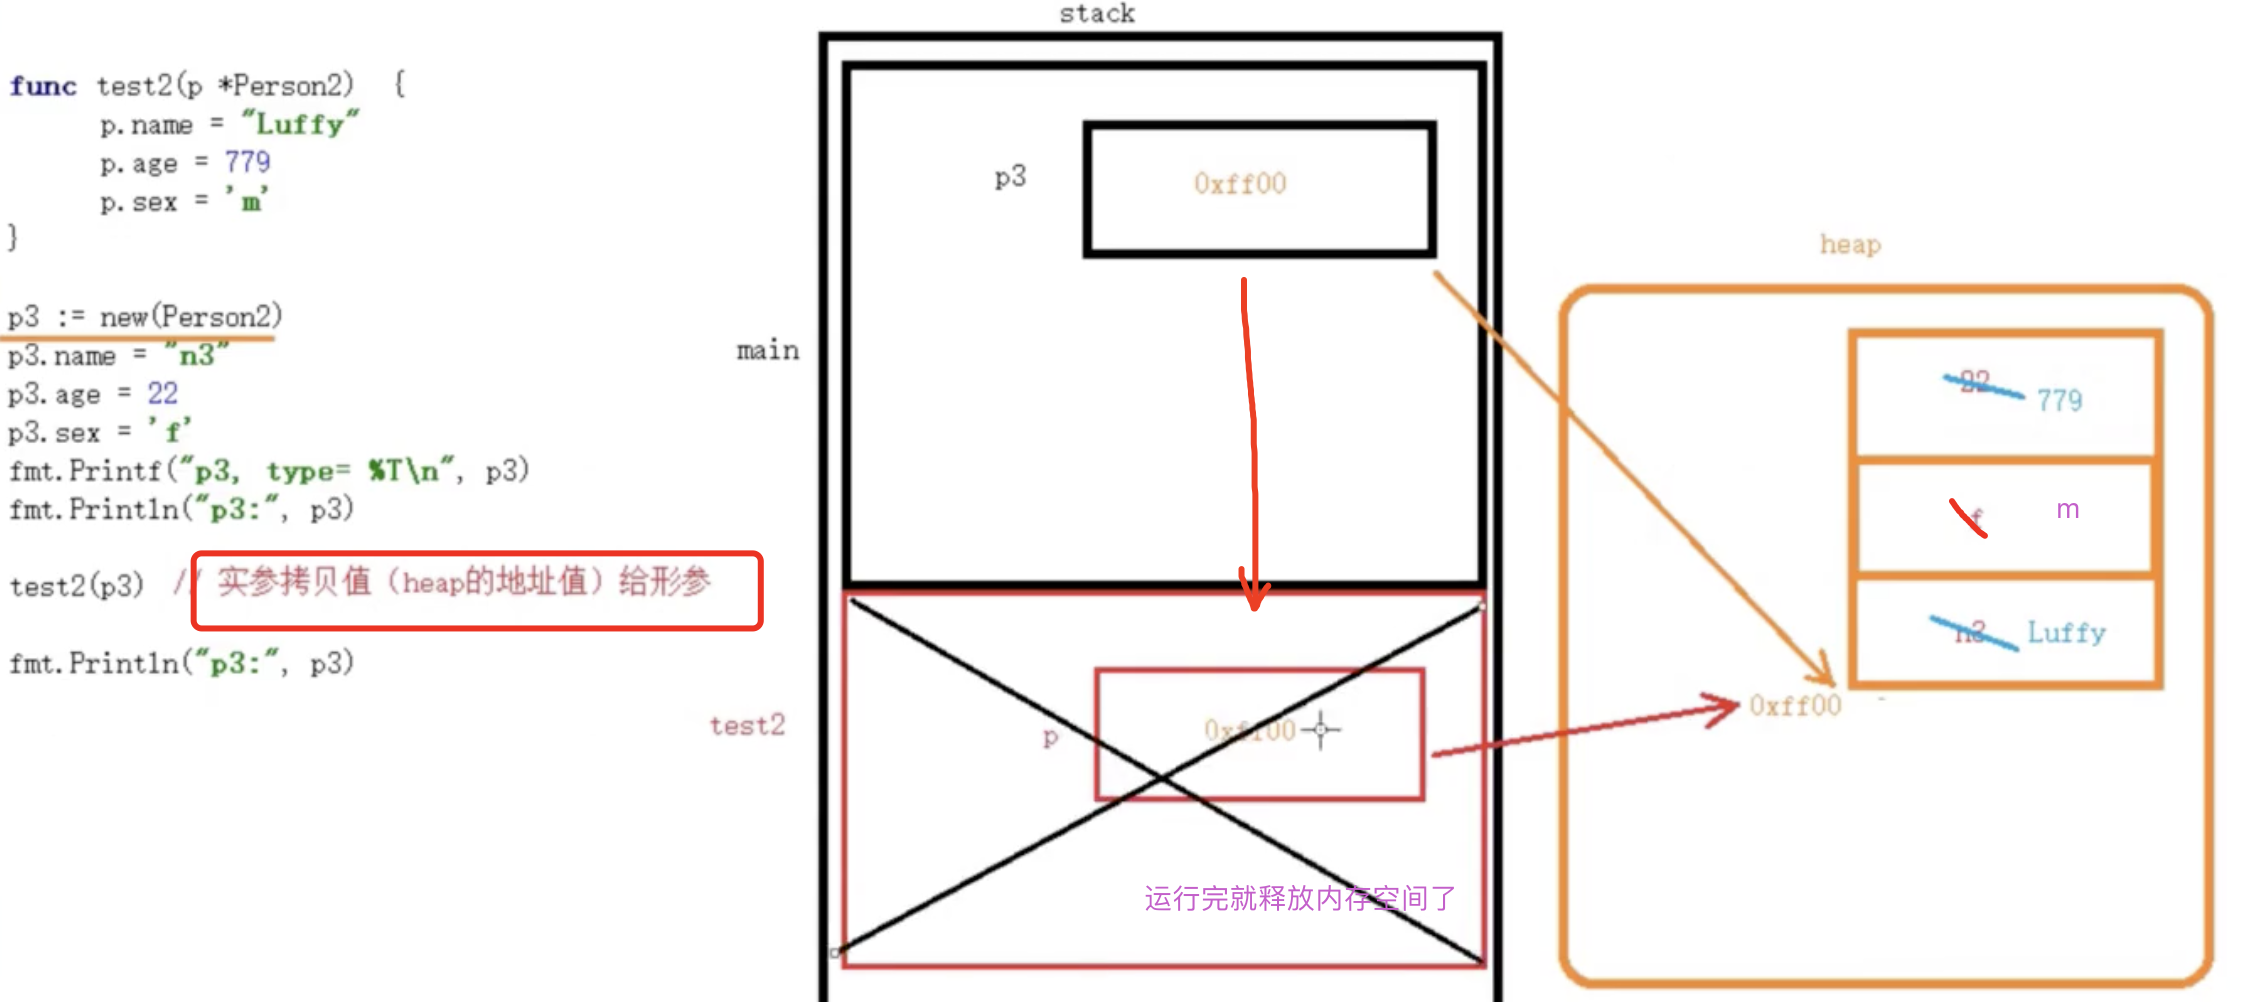 stack
func test2(p *Person2) {
p.name = "Luffy"
p.age = 779
p.sex = 'm'
}
p3 := new(Person2)
p3.name = "n3"
p3.age = 22
p3.sex = 'f'
fmt.Printf("p3, type= %T\n", p3)
fmt.Println("p3:", p3)
test2(p3) // 实参拷贝值（heap的地址值）给形参
fmt.Println("p3:", p3)
main
p3
0xff00
test2
p
0xff00
运行完就释放内存空间了
heap
22 779
f m
n3 Luffy
0xff00